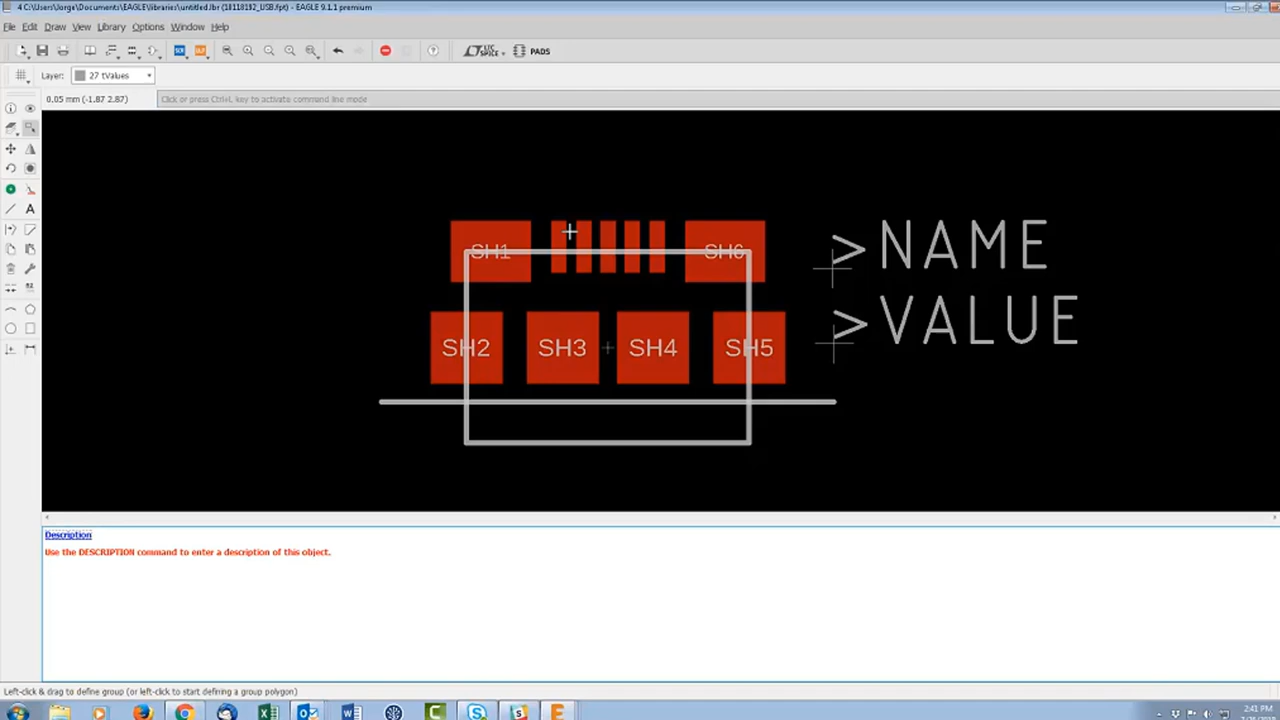 4 C:\Users\Jorge\Documents\EAGLE\libraries\untitled.lbr (10118192_USB.fpt) - EAGLE 9.1.1 premium
File Edit Draw View Library Options Window Help
LTC SPICE PADS
Layer: 27 tValues
0.05 mm (-1.87 2.87) Click or press Ctrl+L key to activate command line mode
SH1 SH6 >NAME
>VALUE
SH2 SH3 SH4 SH5
Description
Use the DESCRIPTION command to enter a description of this object.
Left-click & drag to define group (or left-click to start defining a group polygon)
2:41 PM